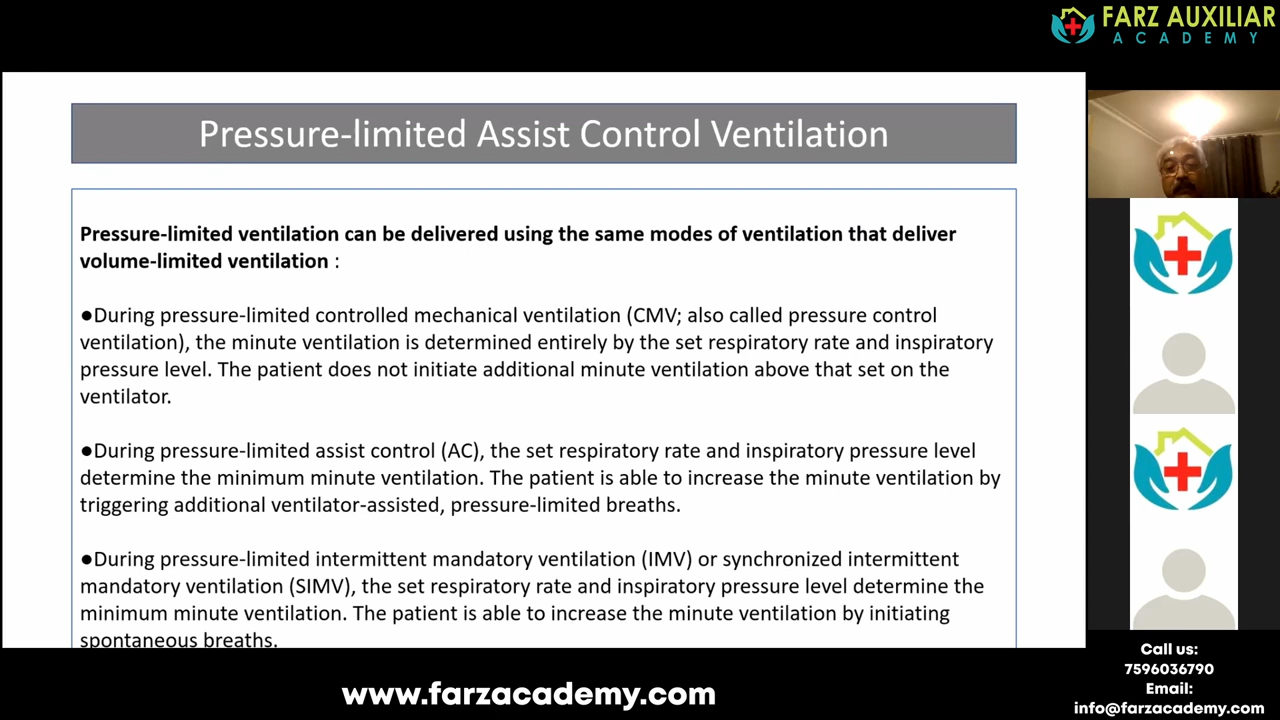 FARZ AUXILIAR
ACADEMY
Pressure-limited Assist Control Ventilation
Pressure-limited ventilation can be delivered using the same modes of ventilation that deliver
volume-limited ventilation :
●During pressure-limited controlled mechanical ventilation (CMV; also called pressure control
ventilation), the minute ventilation is determined entirely by the set respiratory rate and inspiratory
pressure level. The patient does not initiate additional minute ventilation above that set on the
ventilator.
●During pressure-limited assist control (AC), the set respiratory rate and inspiratory pressure level
determine the minimum minute ventilation. The patient is able to increase the minute ventilation by
triggering additional ventilator-assisted, pressure-limited breaths.
●During pressure-limited intermittent mandatory ventilation (IMV) or synchronized intermittent
mandatory ventilation (SIMV), the set respiratory rate and inspiratory pressure level determine the
minimum minute ventilation. The patient is able to increase the minute ventilation by initiating
spontaneous breaths.
www.farzacademy.com
Call us:
7596036790
Email:
info@farzacademy.com